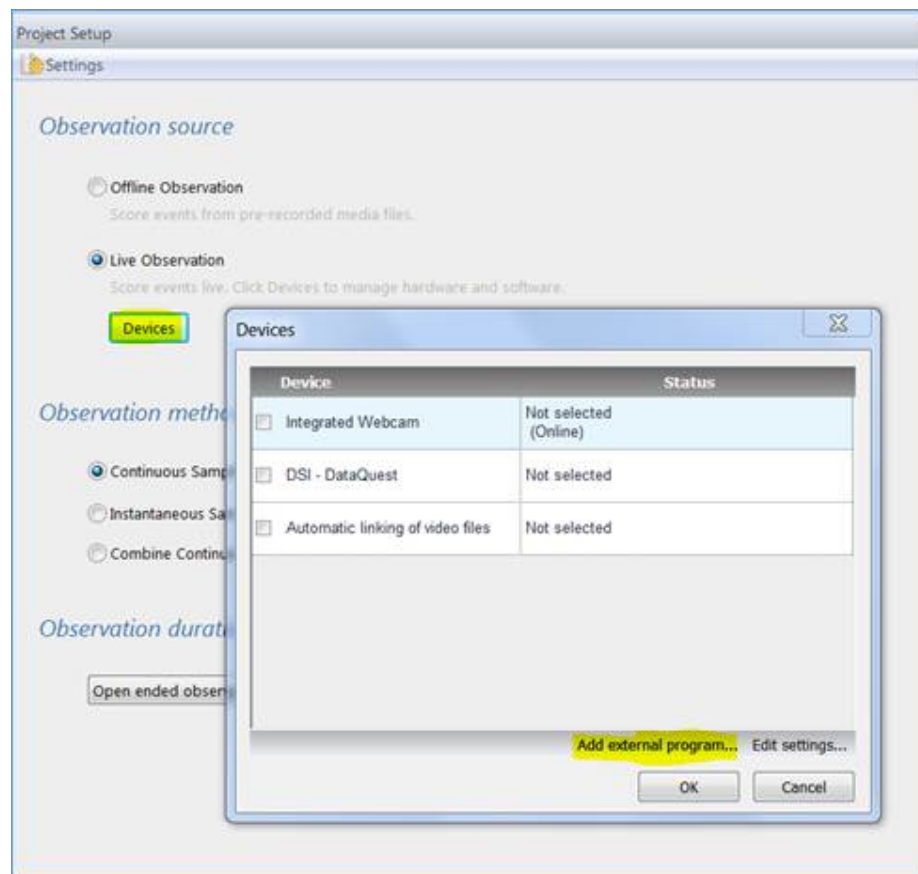 Project Setup
Settings
Observation source
Offline Observation
Score events from pre-recorded media files.
Live Observation
Score events live. Click Devices to manage hardware and software.
Devices
Observation metho
Continuous Samp
Instantaneous Sa
Combine Continu
Observation durati
Open ended observ
Devices
Device Status
Integrated Webcam Not selected
(Online)
DSI - DataQuest Not selected
Automatic linking of video files Not selected
Add external program... Edit settings...
OK Cancel